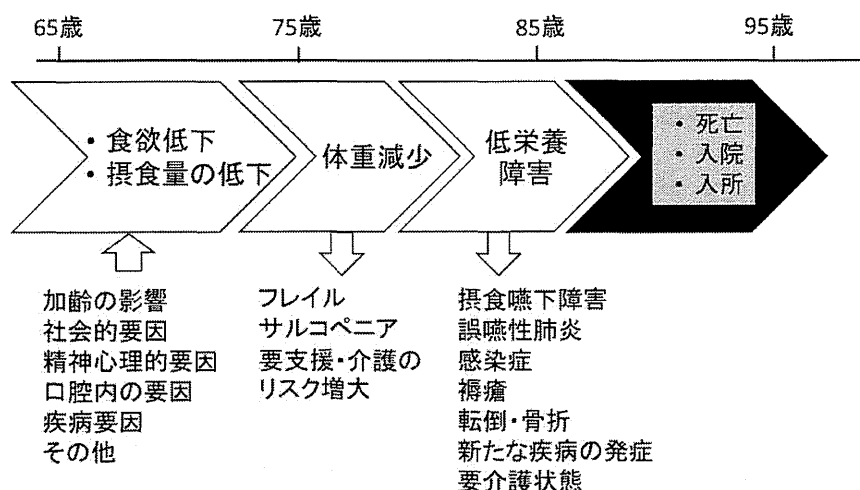 65歳
75歳
85歳
95歳
・食欲低下
・摂食量の低下
体重減少
低栄養
障害
・死亡
・入院
・入所
加齢の影響
社会的要因
精神心理的要因
口腔内の要因
疾病要因
その他
フレイル
サルコペニア
要支援・介護の
リスク増大
摂食嚥下障害
誤嚥性肺炎
感染症
褥瘡
転倒・骨折
新たな疾病の発症
要介護状態